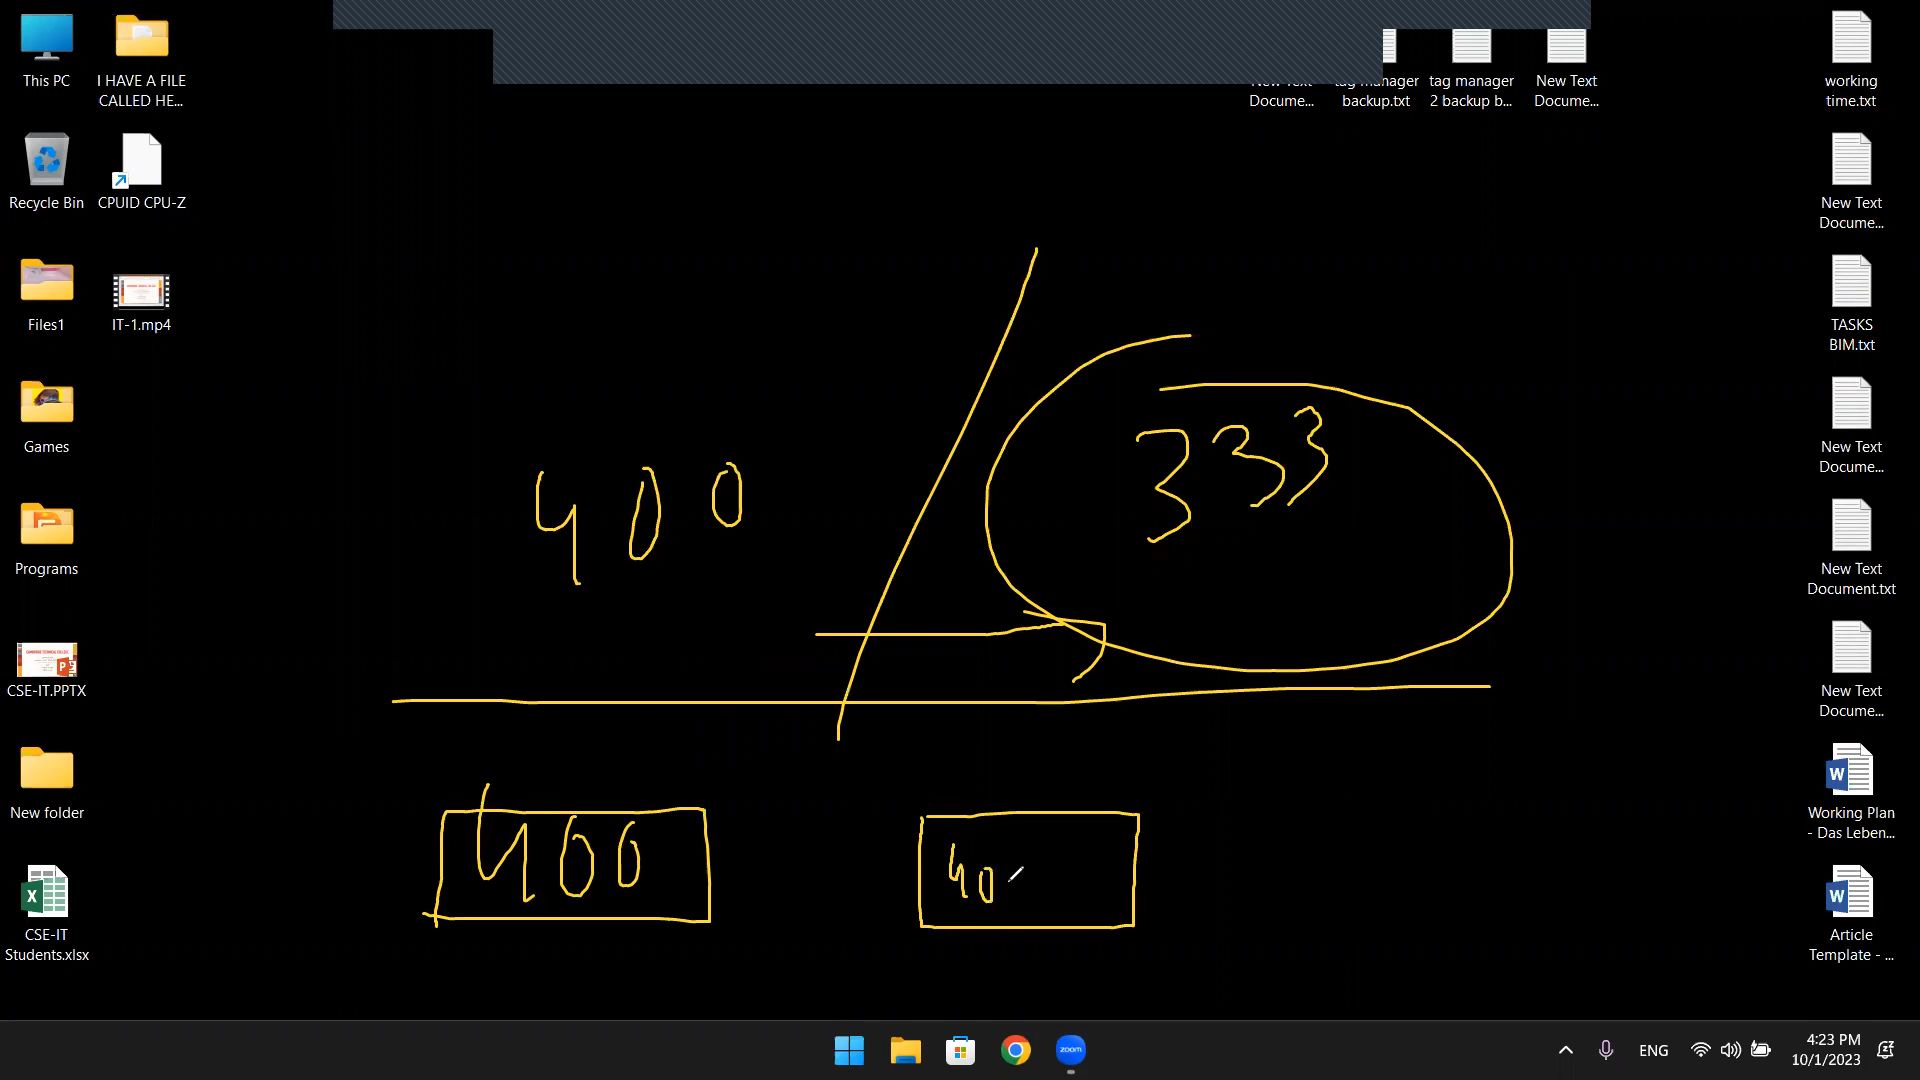 This PC
I HAVE A FILE
CALLED HE...
Recycle Bin
CPUID CPU-Z
Files1
IT-1.mp4
Games
Programs
CSE-IT.PPTX
New folder
CSE-IT
Students.xlsx
Docume...
manager
backup.txt
tag manager
2 backup b...
New Text
Docume...
working
time.txt
New Text
Docume...
TASKS
BIM.txt
New Text
Docume...
New Text
Document.txt
New Text
Docume...
Working Plan
- Das Leben...
Article
Template - ...
400
333
400
40
zoom
ENG
4:23 PM
10/1/2023